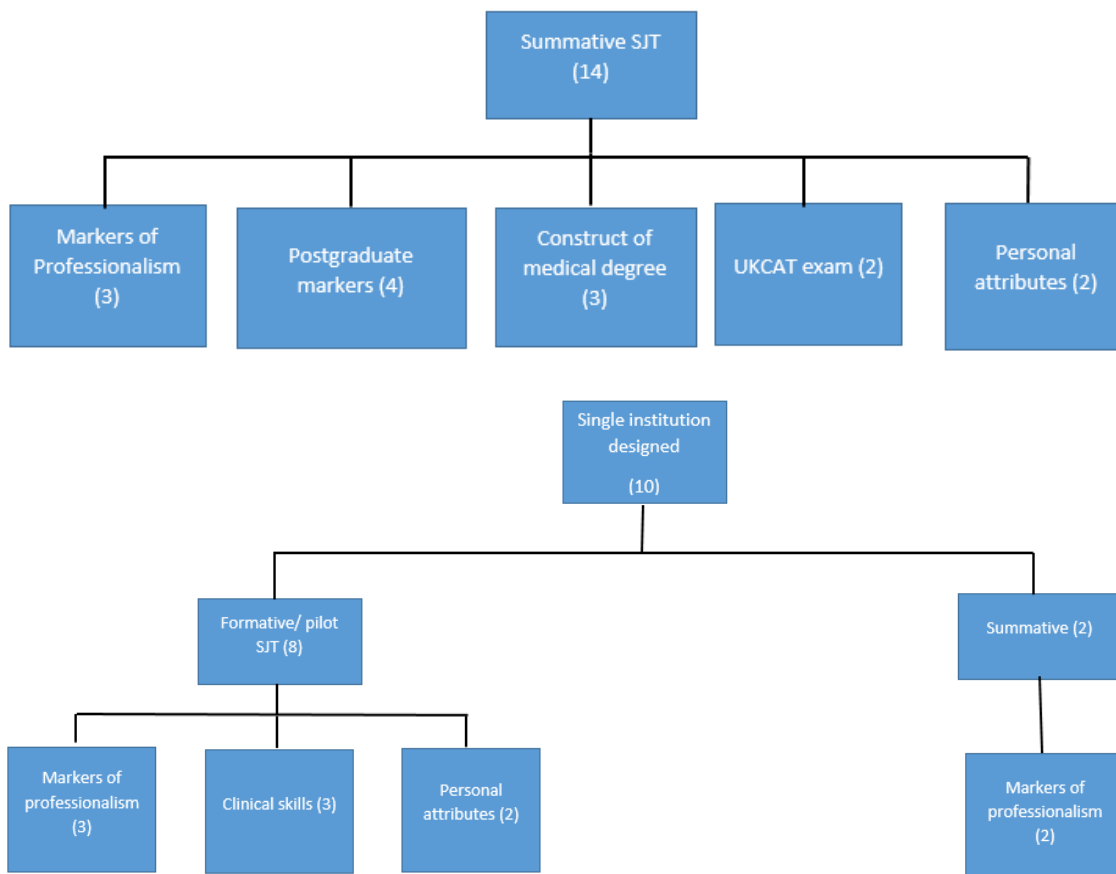 Summative SJT
(14)
Markers of
Professionalism
(3)
Postgraduate
markers (4)
Construct of
medical degree
(3)
UKCAT exam (2)
Personal
attributes (2)
Single institution
designed
(10)
Formative/ pilot
SJT (8)
Summative (2)
Markers of
professionalism
(3)
Clinical skills (3)
Personal
attributes (2)
Markers of
professionalism
(2)